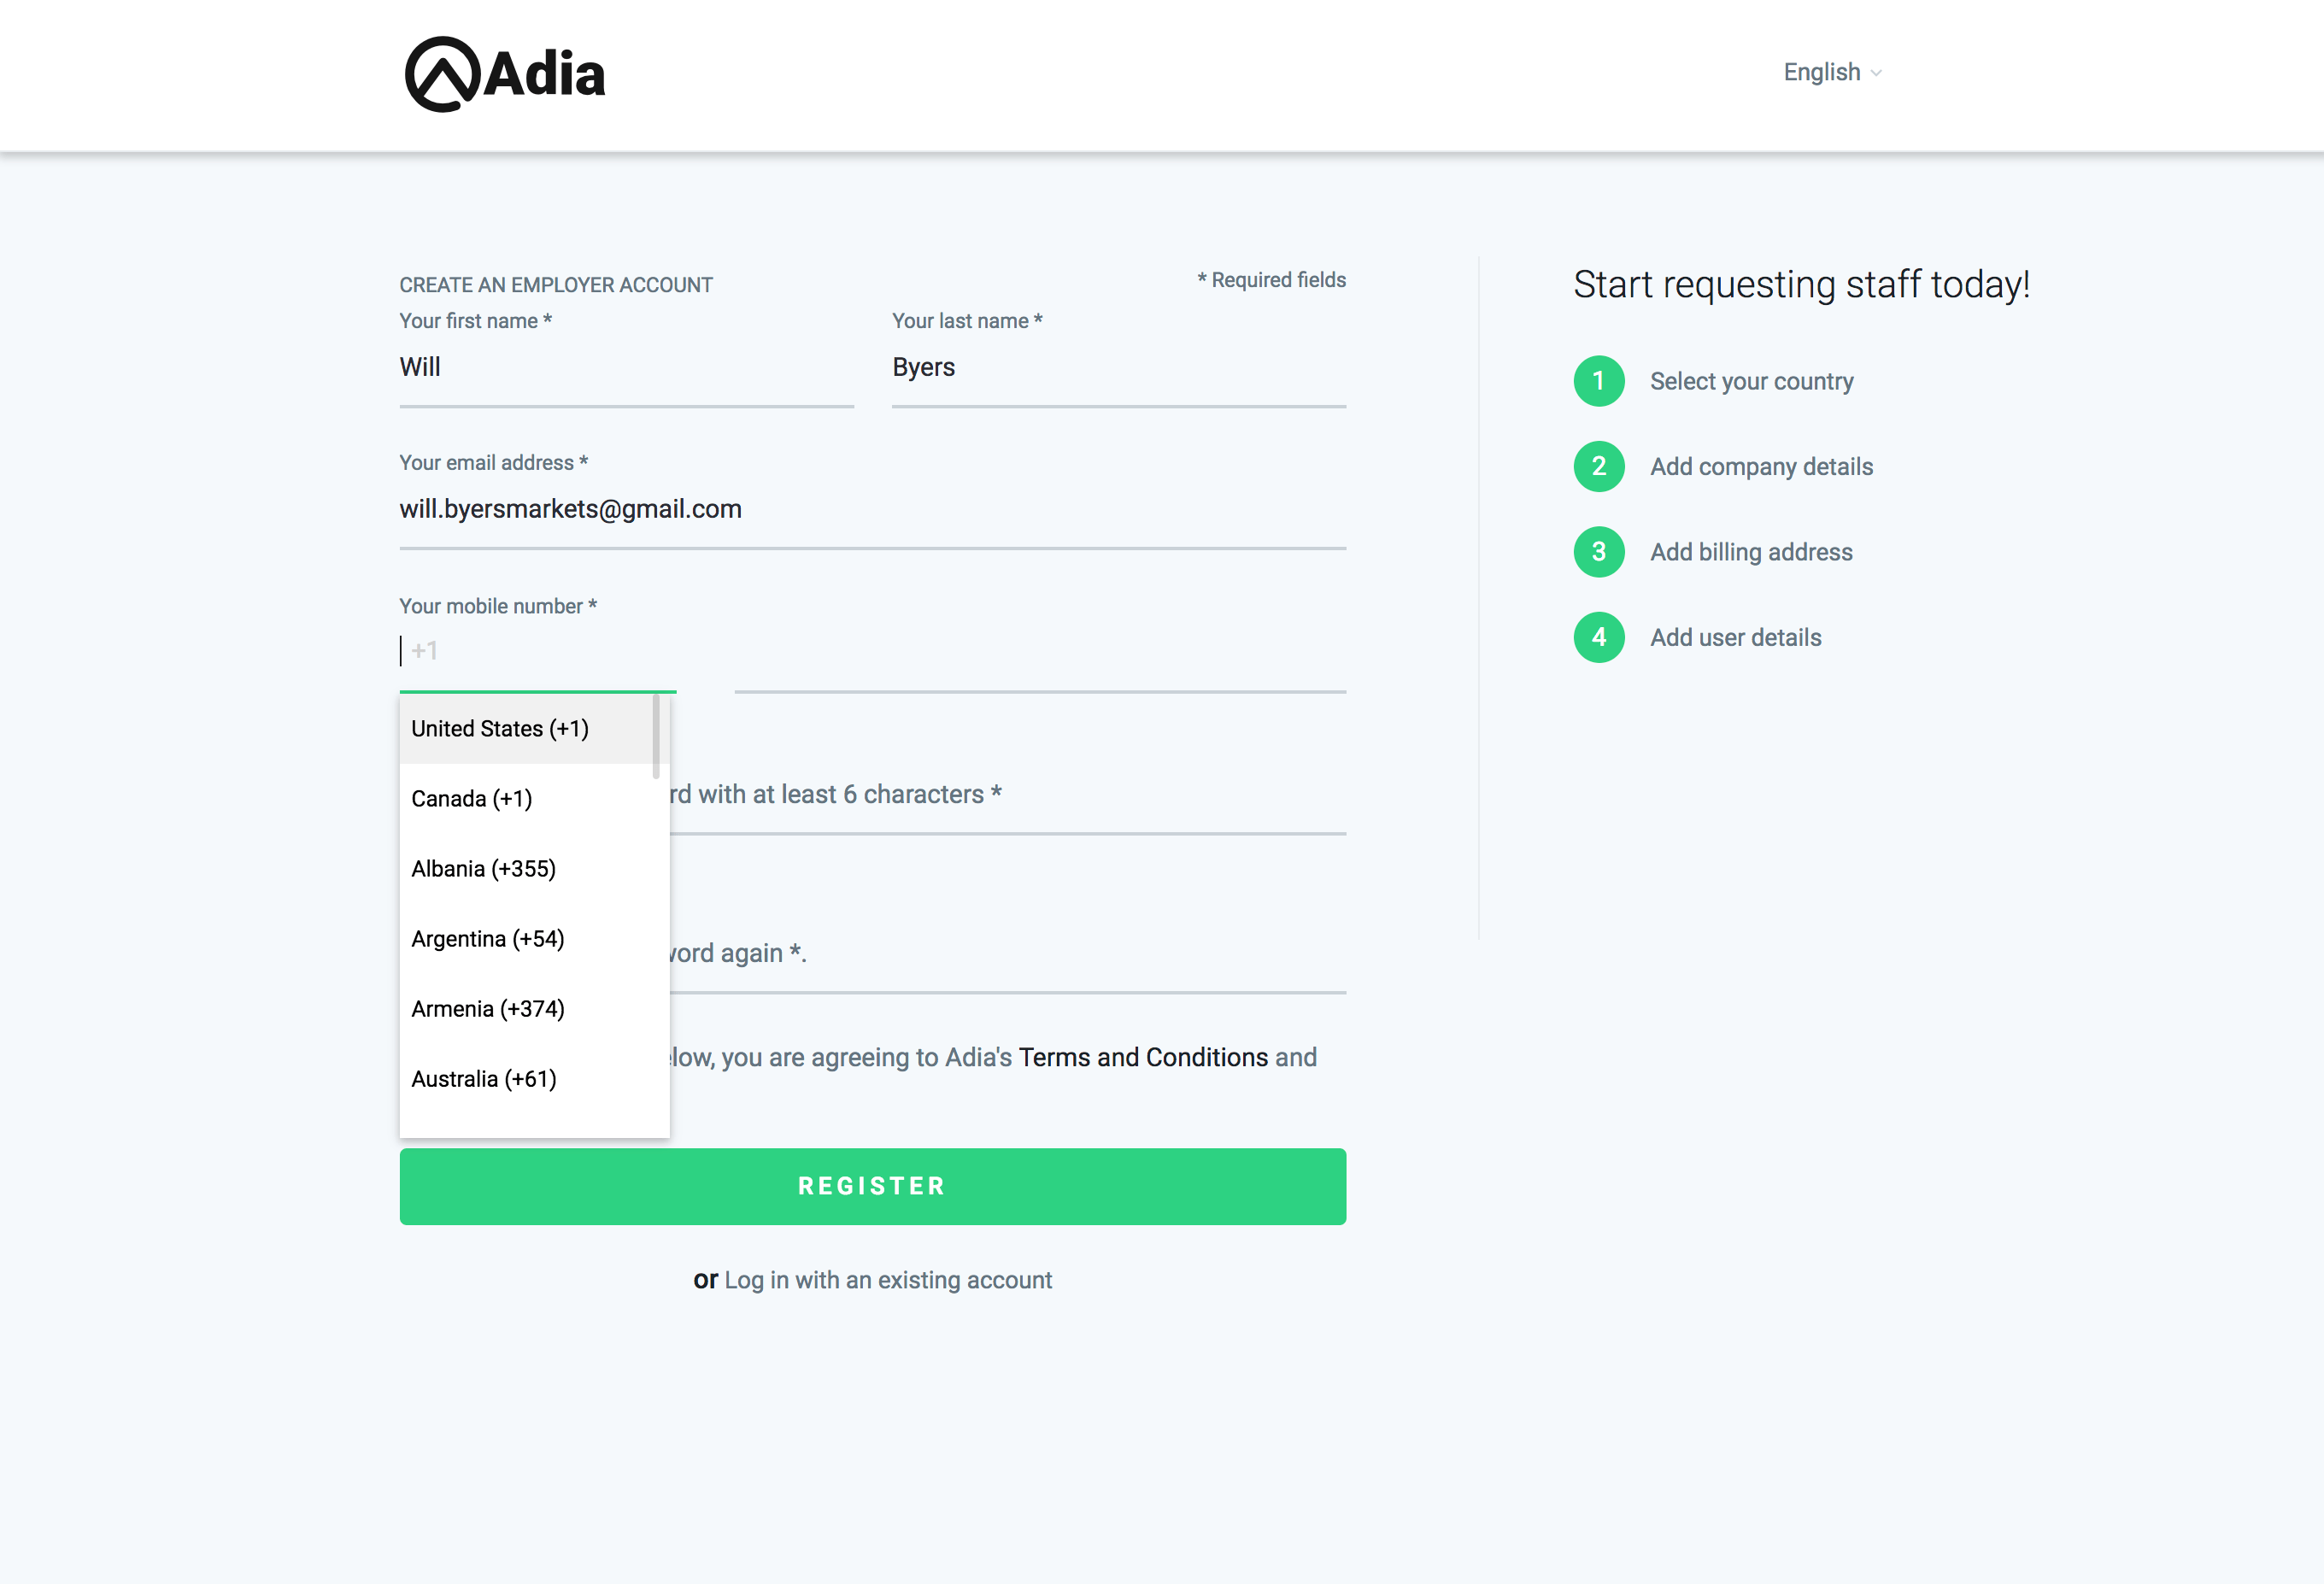 Adia
English
CREATE AN EMPLOYER ACCOUNT
* Required fields
Your first name *
Your last name *
Will
Byers
Your email address *
will.byersmarkets@gmail.com
Your mobile number *
+1
United States (+1)
Canada (+1)
Albania (+355)
Argentina (+54)
Armenia (+374)
Australia (+61)
with at least 6 characters *
again *.
you are agreeing to Adia's Terms and Conditions and
REGISTER
or Log in with an existing account
Start requesting staff today!
1 Select your country
2 Add company details
3 Add billing address
4 Add user details